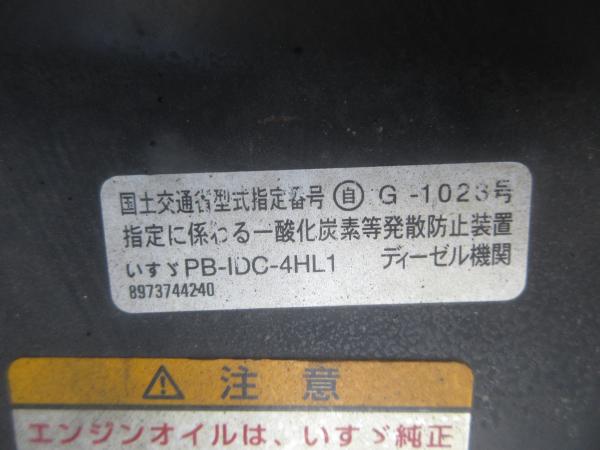 国土交通省型式指定番号 ㊤自 G-1023号
指定に係わる一酸化炭素等発散防止装置
いすゞPB-IDC-4HL1 ディーゼル機関
8973744240
⚠ 注意
エンジンオイルは、いすゞ純正